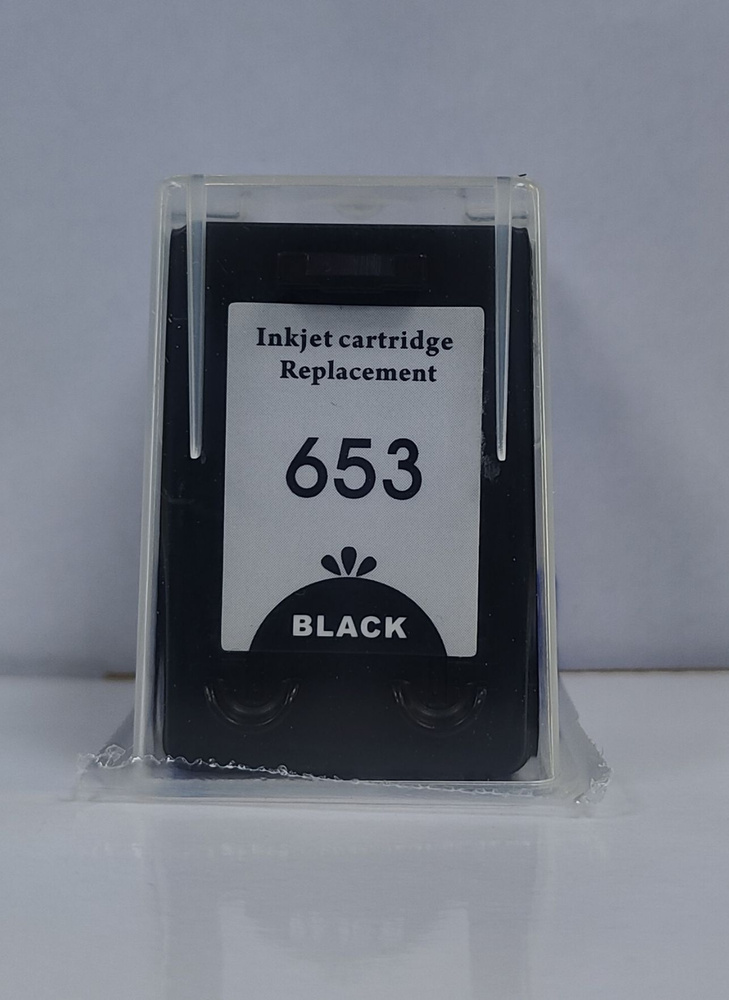 Inkjet cartridge
Replacement
653
BLACK